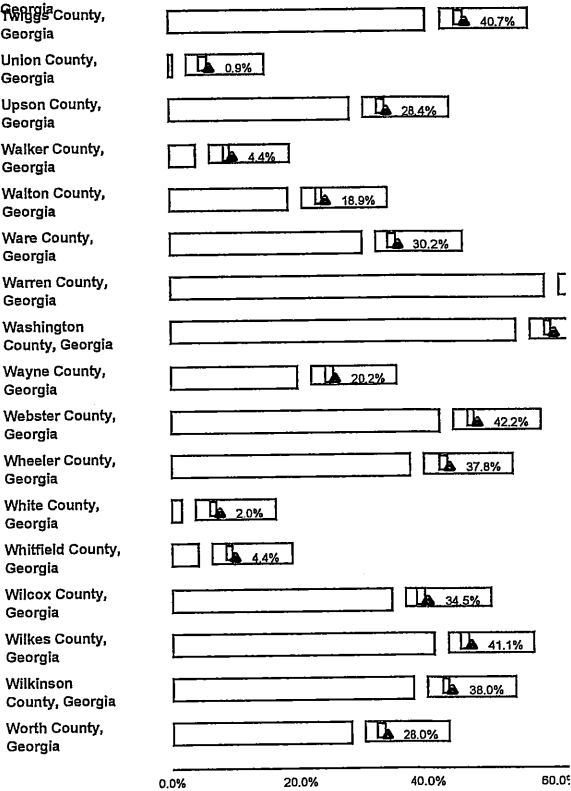 Georgia
Twiggs County, 40.7%
Georgia
Union County, 0.9%
Georgia
Upson County, 28.4%
Georgia
Walker County, 4.4%
Georgia
Walton County, 18.9%
Georgia
Ware County, 30.2%
Georgia
Warren County,
Georgia
Washington
County, Georgia
Wayne County, 20.2%
Georgia
Webster County, 42.2%
Georgia
Wheeler County, 37.8%
Georgia
White County, 2.0%
Georgia
Whitfield County, 4.4%
Georgia
Wilcox County, 34.5%
Georgia
Wilkes County, 41.1%
Georgia
Wilkinson 38.0%
County, Georgia
Worth County, 28.0%
Georgia
0.0% 20.0% 40.0% 60.0%